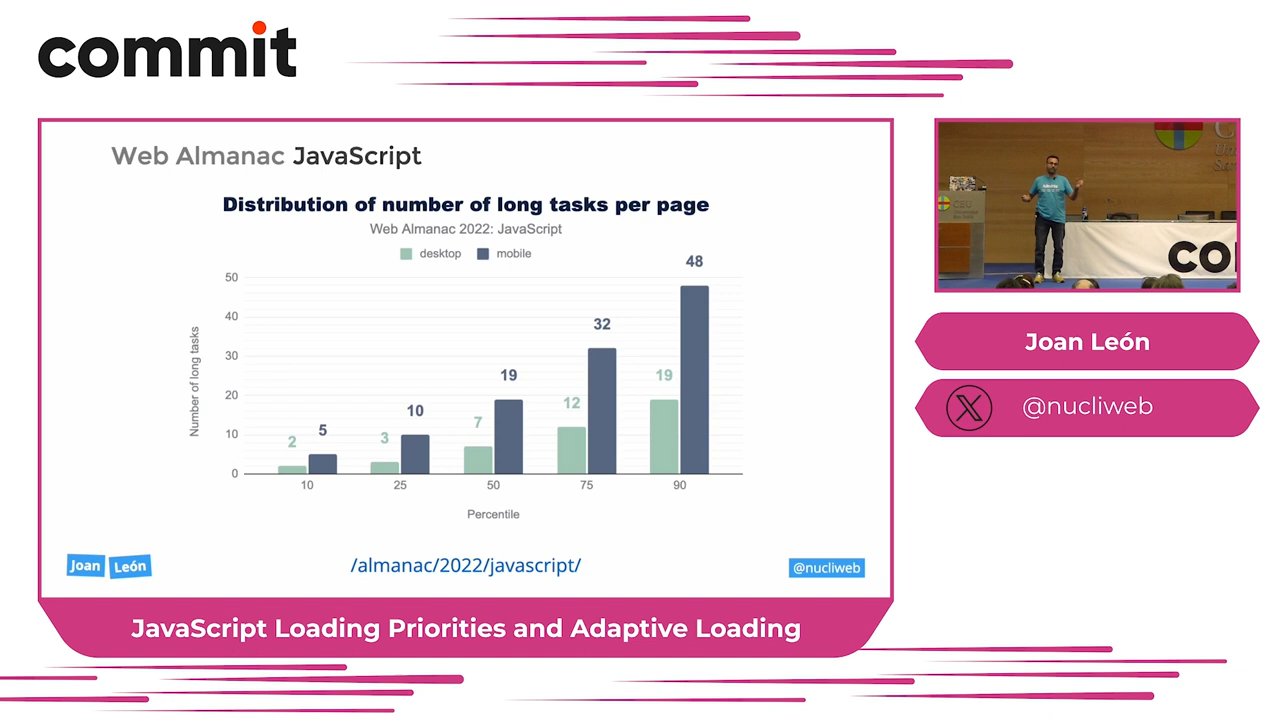 commit
Web Almanac JavaScript
Distribution of number of long tasks per page
Web Almanac 2022: JavaScript
desktop mobile
Number of long tasks
50
40
30
20
10
0
2 5 3 10 7 19 12 32 19 48
10 25 50 75 90
Percentile
Joan León
/almanac/2022/javascript/
@nucliweb
JavaScript Loading Priorities and Adaptive Loading
CEU
Joan León
@nucliweb